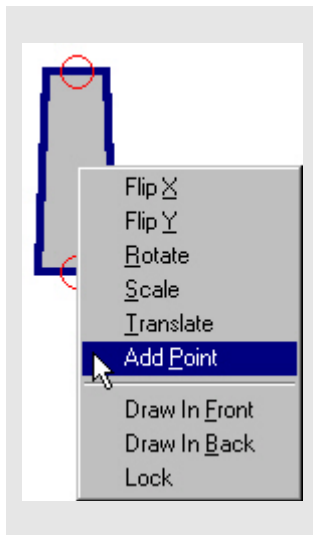 Flip X
Flip Y
Rotate
Scale
Translate
Add Point
Draw In Front
Draw In Back
Lock